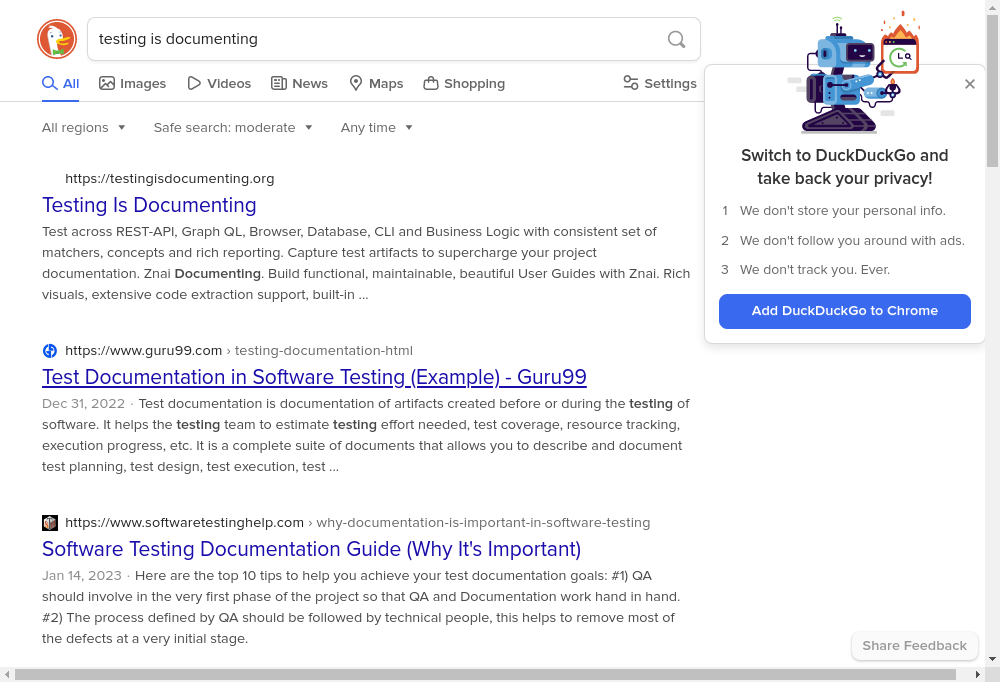 testing is documenting
All
Images
Videos
News
Maps
Shopping
Settings
All regions
Safe search: moderate
Any time
https://testingisdocumenting.org
Testing Is Documenting
Test across REST-API, Graph QL, Browser, Database, CLI and Business Logic with consistent set of
matchers, concepts and rich reporting. Capture test artifacts to supercharge your project
documentation. Znai Documenting. Build functional, maintainable, beautiful User Guides with Znai. Rich
visuals, extensive code extraction support, built-in ...
https://www.guru99.com › testing-documentation-html
Test Documentation in Software Testing (Example) - Guru99
Dec 31, 2022 · Test documentation is documentation of artifacts created before or during the testing of
software. It helps the testing team to estimate testing effort needed, test coverage, resource tracking,
execution progress, etc. It is a complete suite of documents that allows you to describe and document
test planning, test design, test execution, test ...
https://www.softwaretestinghelp.com › why-documentation-is-important-in-software-testing
Software Testing Documentation Guide (Why It's Important)
Jan 14, 2023 · Here are the top 10 tips to help you achieve your test documentation goals: #1) QA
should involve in the very first phase of the project so that QA and Documentation work hand in hand.
#2) The process defined by QA should be followed by technical people, this helps to remove most of
the defects at a very initial stage.
Switch to DuckDuckGo and
take back your privacy!
1 We don't store your personal info.
2 We don't follow you around with ads.
3 We don't track you. Ever.
Add DuckDuckGo to Chrome
Share Feedback